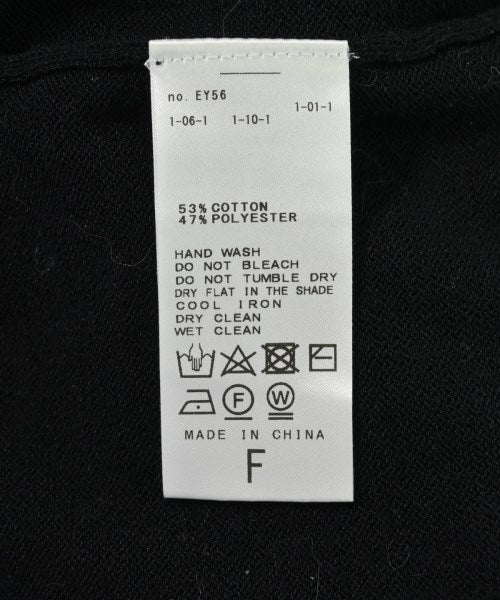 no. EY56
1-01-1
1-06-1 1-10-1
53% COTTON
47% POLYESTER
HAND WASH
DO NOT BLEACH
DO NOT TUMBLE DRY
DRY FLAT IN THE SHADE
COOL IRON
DRY CLEAN
WET CLEAN
F W
MADE IN CHINA
F